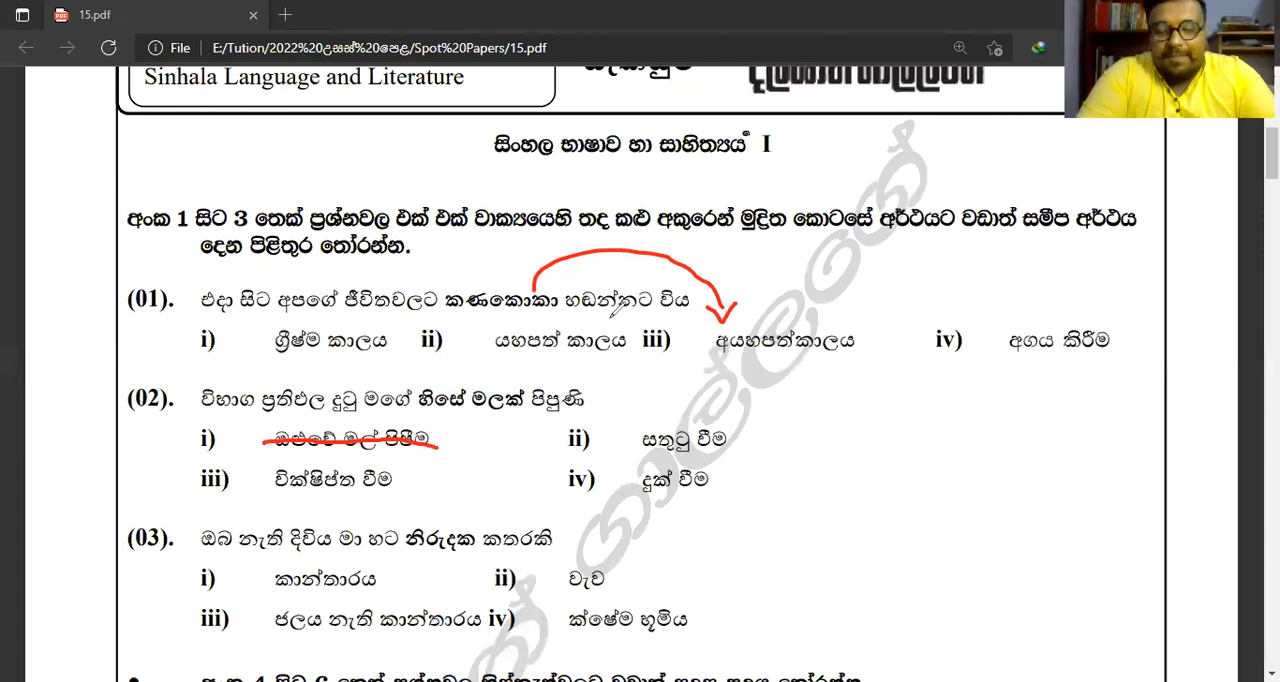 15.pdf
File E:/Tution/2022%20උසස්%20පෙළ/Spot%20Papers/15.pdf
Sinhala Language and Literature
සිංහල භාෂාව හා සාහිත්‍යය I
අංක 1 සිට 3 තෙක් ප්‍රශ්නවල එක් එක් වාක්‍යයෙහි තද කළු අකුරෙන් මුද්‍රිත කොටසේ අර්ථයට වඩාත් සමීප අර්ථය
දෙන පිළිතුර තෝරන්න.
(01). එදා සිට අපගේ ජීවිතවලට කණකොකා හඬන්නට විය
i) ග්‍රීෂ්ම කාලය ii) යහපත් කාලය iii) අයහපත්කාලය iv) අගය කිරීම
(02). විභාග ප්‍රතිඵල දුටු මගේ හිසේ මලක් පිපුණි
i) ඔළුවේ මල් පිපීම ii) සතුටු වීම
iii) වික්ෂිප්ත වීම iv) දුක් වීම
(03). ඔබ නැති දිවිය මා හට නිරුදක කතරකි
i) කාන්තාරය ii) වැව
iii) ජලය නැති කාන්තාරය iv) ක්ෂේම භූමිය